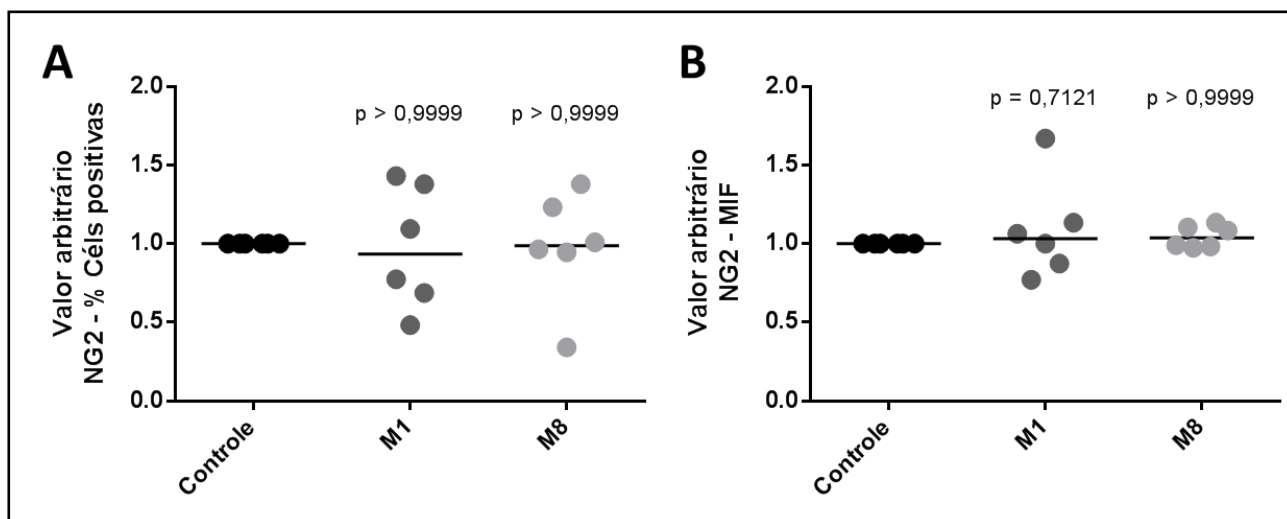 A
Valor arbitrário
NG2 - % Céls positivas
2.0
1.5
1.0
0.5
0.0
p > 0,9999
p > 0,9999
Controle
M1
M8
B
Valor arbitrário
NG2 - MIF
2.0
1.5
1.0
0.5
0.0
p = 0,7121
p > 0,9999
Controle
M1
M8